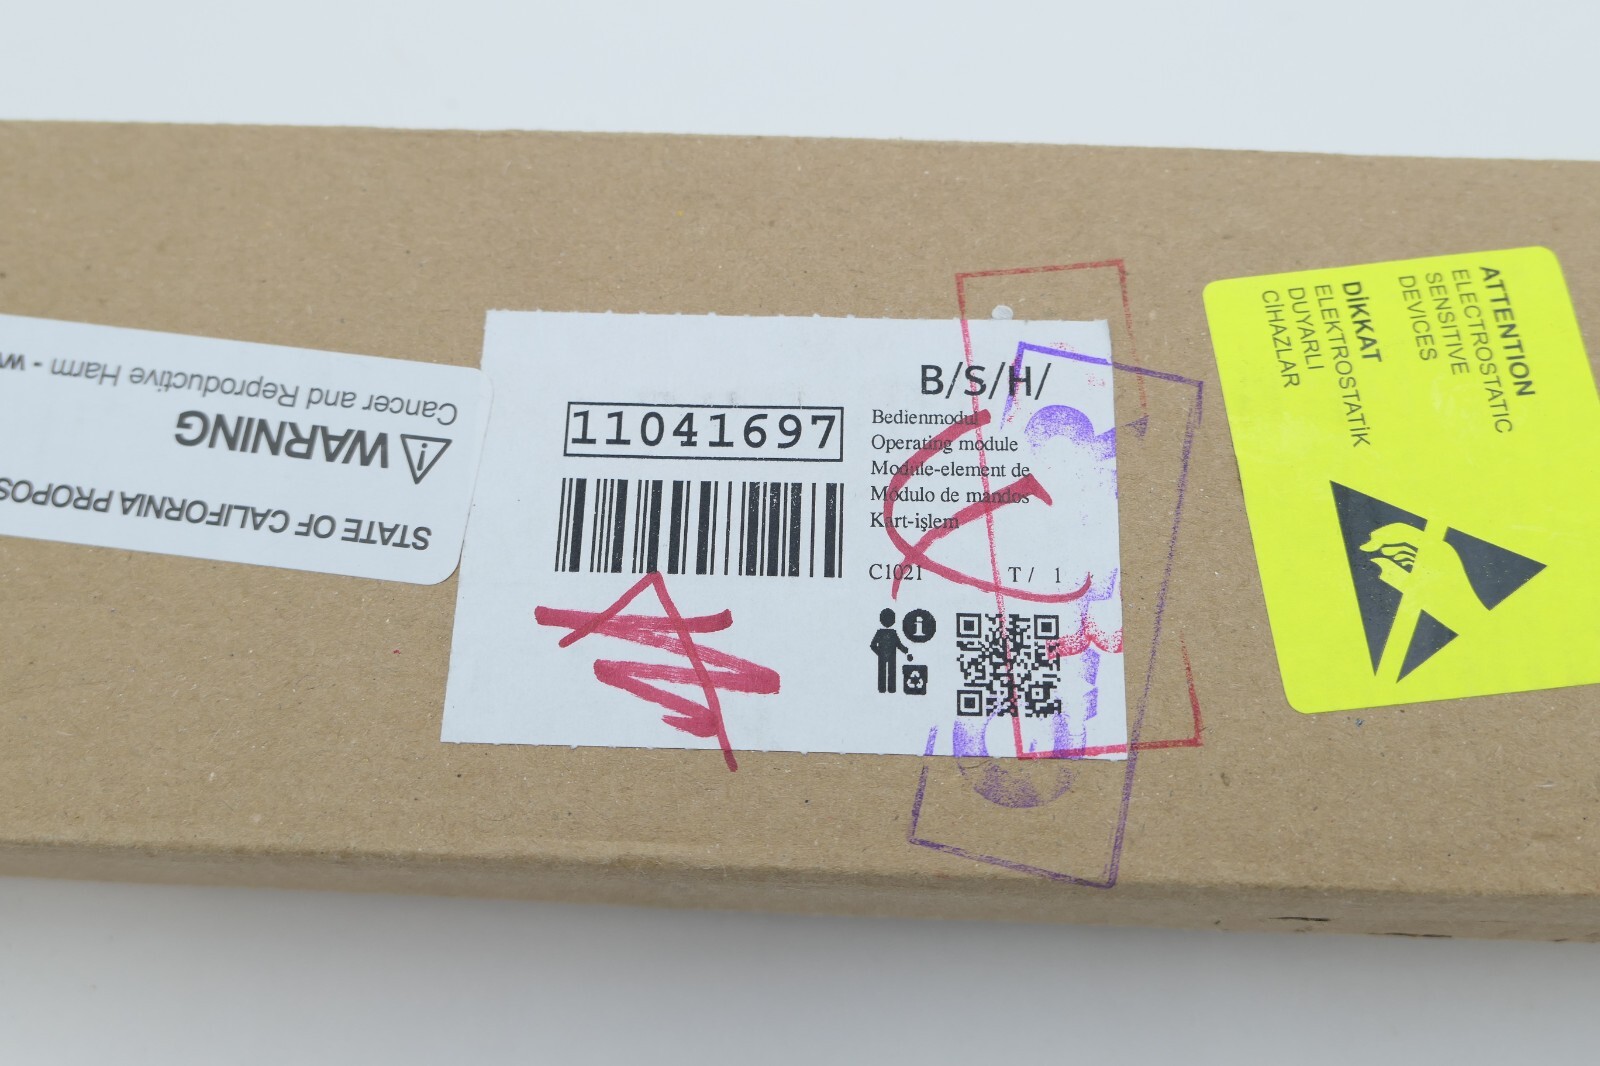 STATE OF CALIFORNIA PROPOS
WARNING
Cancer and Reproductive Harm -
11041697
B/S/H/
Bedienmodul
Operating module
Module-element de
Modulo de mandos
Kart-işlem
C1021 T / 1
ATTENTION
ELECTROSTATIC
SENSITIVE
DEVICES
DİKKAT
ELEKTROSTATİK
DUYARLI
CİHAZLAR